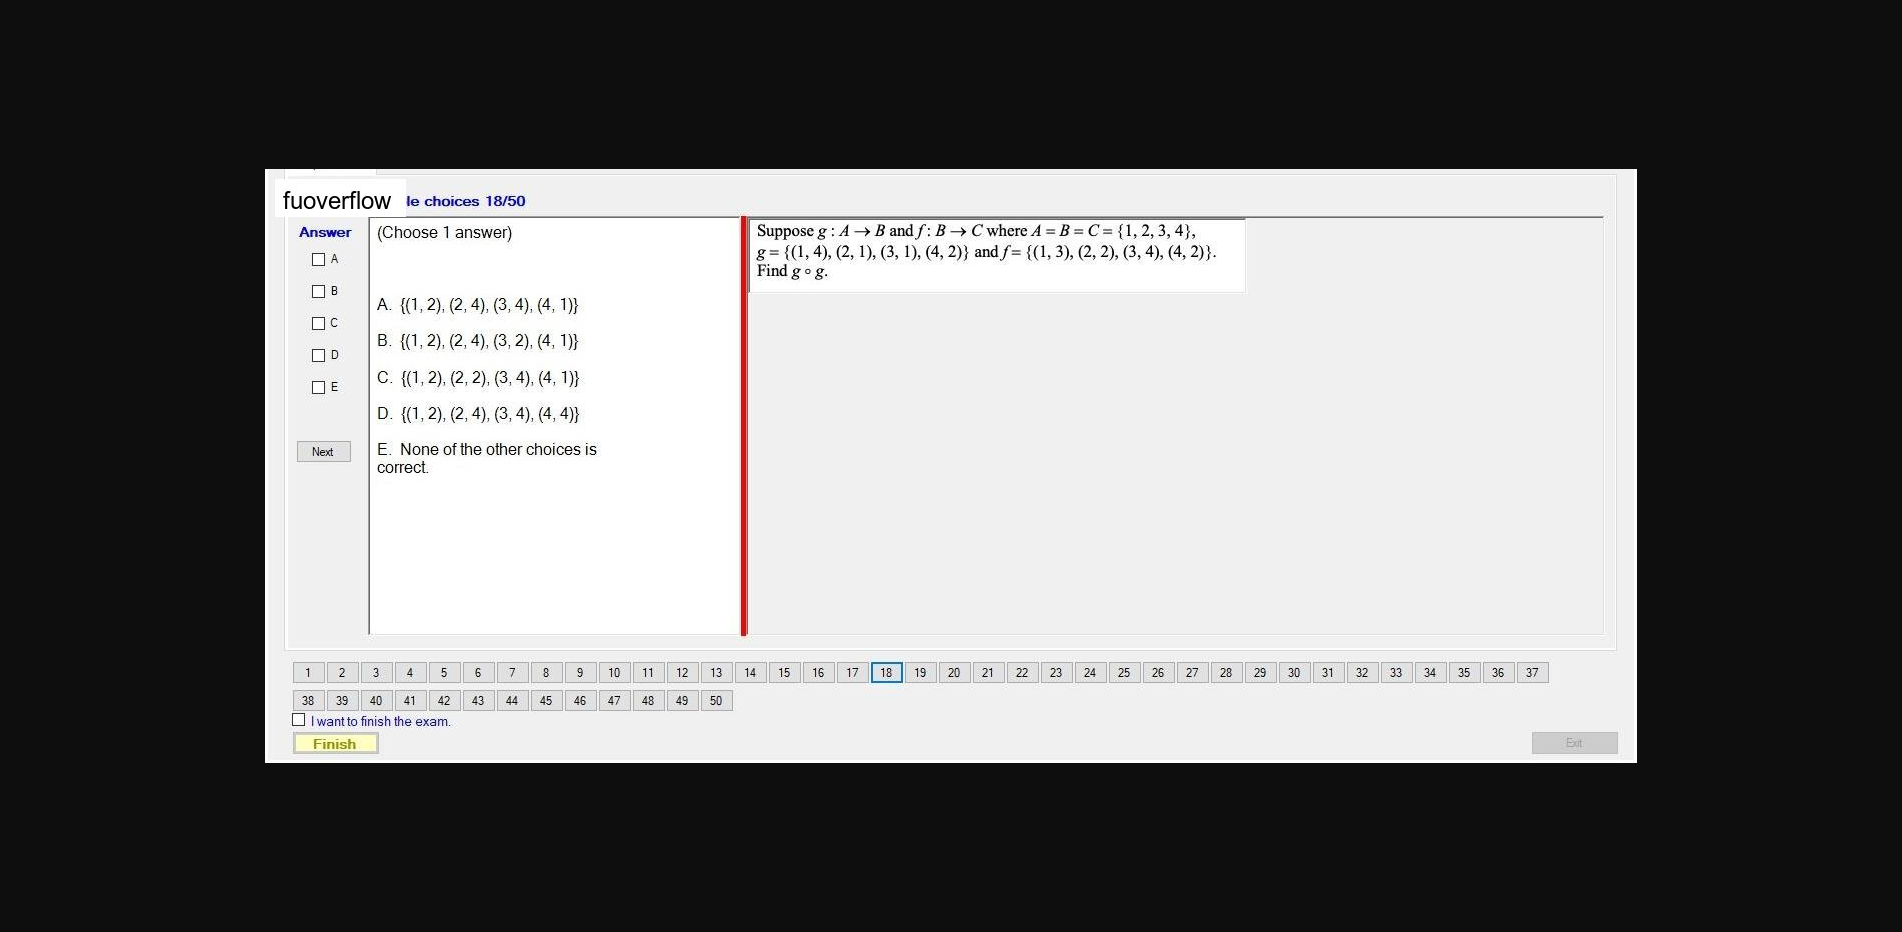 fuoverflow le choices 18/50
Answer
A
B
C
D
E
Next
(Choose 1 answer)
A. {(1, 2), (2, 4), (3, 4), (4, 1)}
B. {(1, 2), (2, 4), (3, 2), (4, 1)}
C. {(1, 2), (2, 2), (3, 4), (4, 1)}
D. {(1, 2), (2, 4), (3, 4), (4, 4)}
E. None of the other choices is
correct.
Suppose g : A → B and f : B → C where A = B = C = {1, 2, 3, 4},
g = {(1, 4), (2, 1), (3, 1), (4, 2)} and f = {(1, 3), (2, 2), (3, 4), (4, 2)}.
Find g ∘ g.
1 2 3 4 5 6 7 8 9 10 11 12 13 14 15 16 17 18 19 20 21 22 23 24 25 26 27 28 29 30 31 32 33 34 35 36 37
38 39 40 41 42 43 44 45 46 47 48 49 50
I want to finish the exam.
Finish
Exit